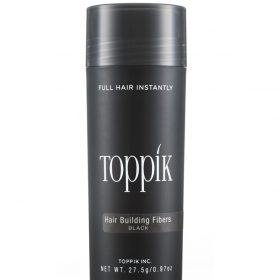 FULL HAIR INSTANTLY
Toppik
Hair Building Fibers
BLACK
TOPPIK INC.
NET WT. 27.5g/0.97oz